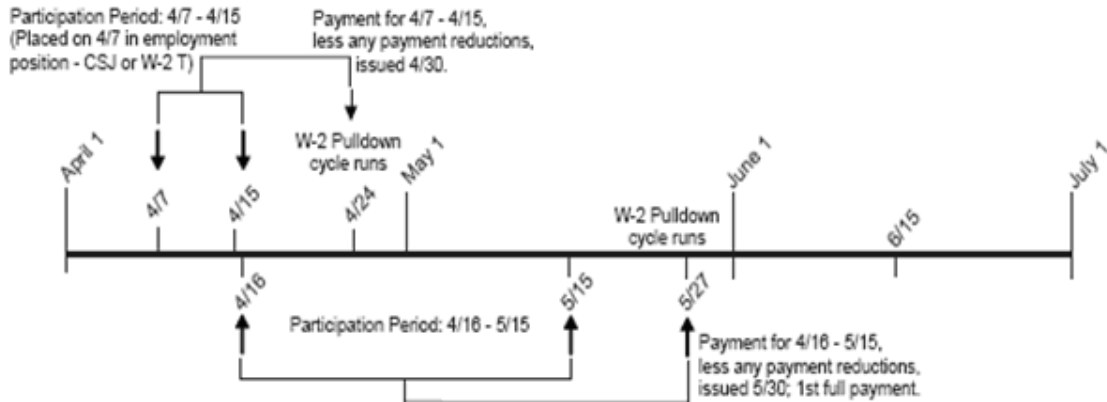 Participation Period: 4/7 - 4/15
(Placed on 4/7 in employment
position - CSJ or W-2 T)
Payment for 4/7 - 4/15,
less any payment reductions,
issued 4/30.
W-2 Pulldown
cycle runs
April 1
4/7
4/15
4/24
May 1
W-2 Pulldown
cycle runs
June 1
6/15
July 1
4/16
5/15
5/27
Participation Period: 4/16 - 5/15
Payment for 4/16 - 5/15,
less any payment reductions,
issued 5/30; 1st full payment.